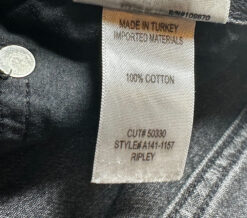 MADE IN TURKEY
IMPORTED MATERIALS
100% COTTON
CUT# 50330
STYLE# A141-1157
RIPLEY